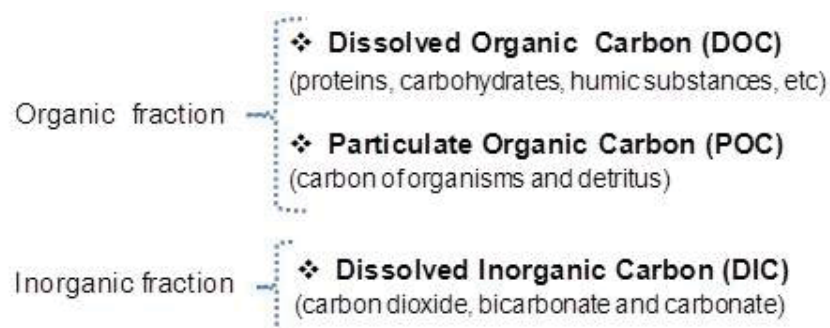 ❖ Dissolved Organic Carbon (DOC)
(proteins, carbohydrates, humic substances, etc)
Organic fraction
❖ Particulate Organic Carbon (POC)
(carbon of organisms and detritus)
❖ Dissolved Inorganic Carbon (DIC)
Inorganic fraction
(carbon dioxide, bicarbonate and carbonate)